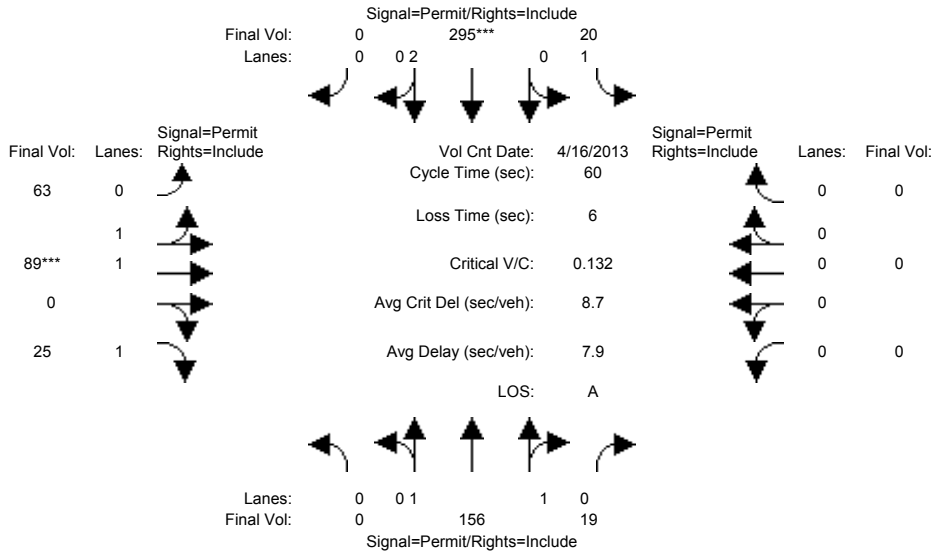 Signal=Permit/Rights=Include
Final Vol: 0 295*** 20
Lanes: 0 0 2 0 1
Signal=Permit Signal=Permit
Final Vol: Lanes: Rights=Include Vol Cnt Date: 4/16/2013 Rights=Include Lanes: Final Vol:
Cycle Time (sec): 60
63 0 0 0
Loss Time (sec): 6
1 0
89*** 1 Critical V/C: 0.132 0 0
0 1 Avg Crit Del (sec/veh): 8.7 0
25 1 Avg Delay (sec/veh): 7.9 0 0
LOS: A
Lanes: 0 0 1 1 0
Final Vol: 0 156 19
Signal=Permit/Rights=Include